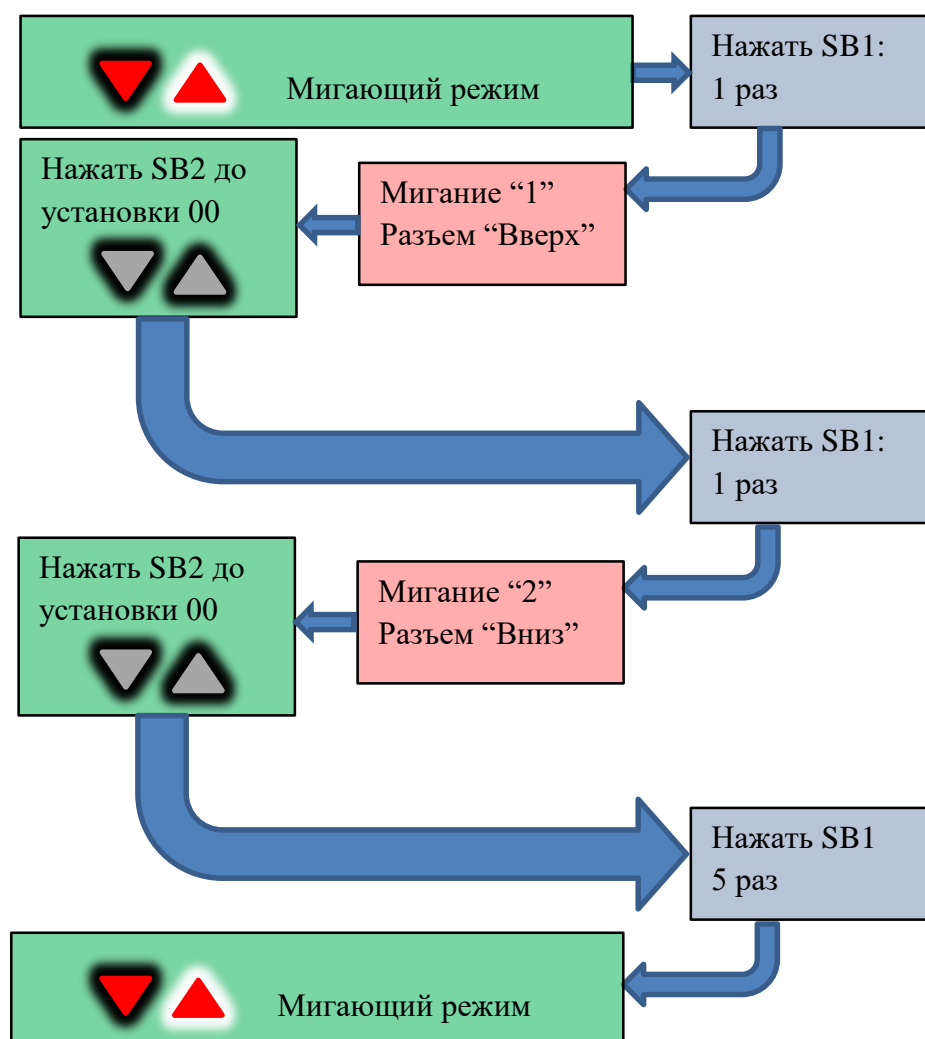 Мигающий режим
Нажать SB1:
1 раз
Мигание “1”
Разъем “Вверх”
Нажать SB2 до
установки 00
Нажать SB1:
1 раз
Мигание “2”
Разъем “Вниз”
Нажать SB2 до
установки 00
Нажать SB1
5 раз
Мигающий режим